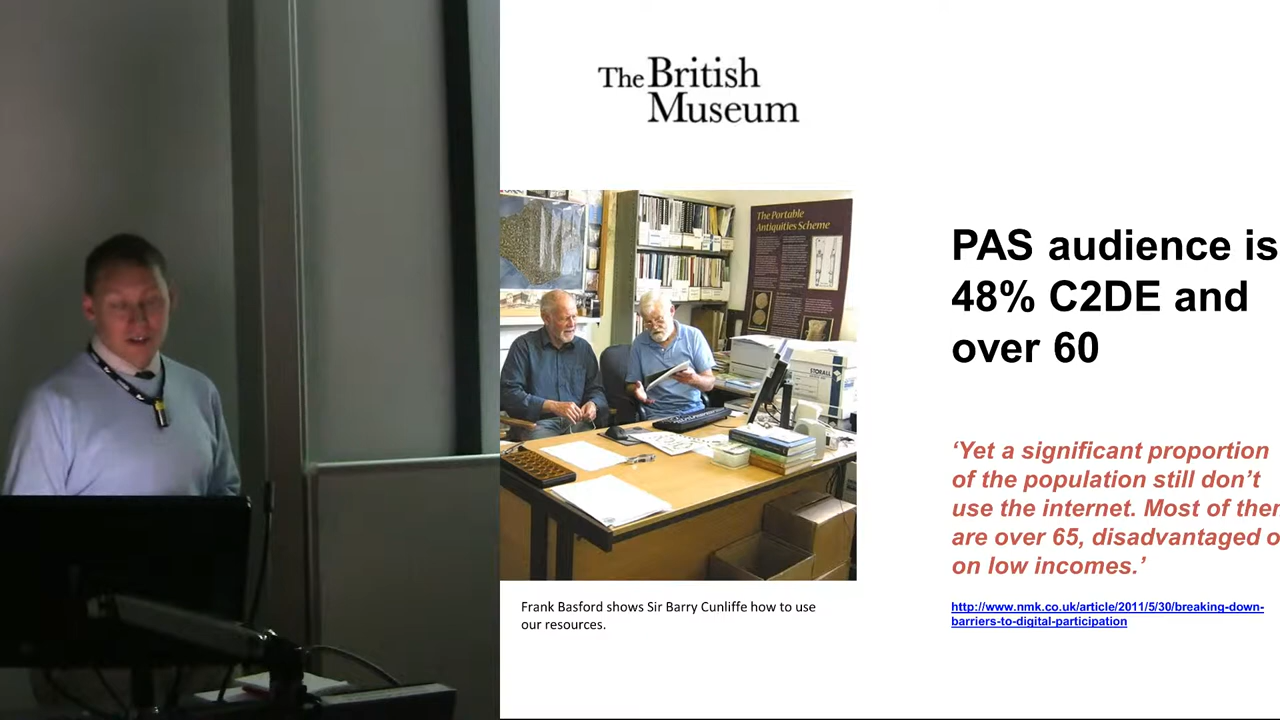 The British
Museum
The Portable
Antiquities Scheme
STORALL
Frank Basford shows Sir Barry Cunliffe how to use
our resources.
PAS audience is
48% C2DE and
over 60
‘Yet a significant proportion
of the population still don’t
use the internet. Most of ther
are over 65, disadvantaged o
on low incomes.’
http://www.nmk.co.uk/article/2011/5/30/breaking-down-
barriers-to-digital-participation